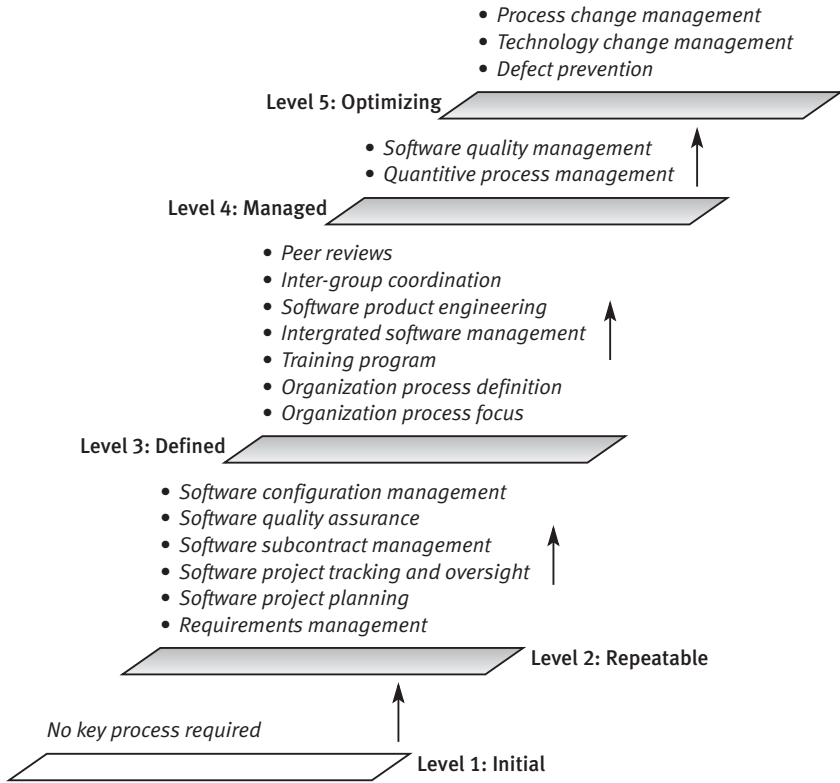 • Process change management
• Technology change management
• Defect prevention
Level 5: Optimizing
• Software quality management
• Quantitive process management
Level 4: Managed
• Peer reviews
• Inter-group coordination
• Software product engineering
• Intergrated software management
• Training program
• Organization process definition
• Organization process focus
Level 3: Defined
• Software configuration management
• Software quality assurance
• Software subcontract management
• Software project tracking and oversight
• Software project planning
• Requirements management
Level 2: Repeatable
No key process required
Level 1: Initial